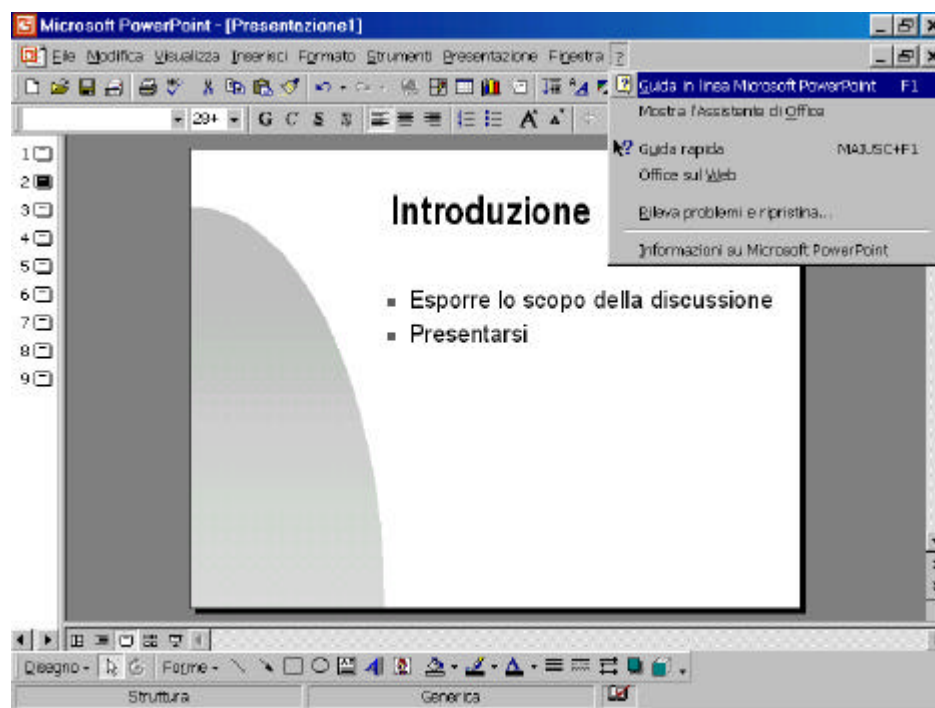 Microsoft PowerPoint - [Presentazione1]
File Modifica Visualizza Inserisci Formato Strumenti Presentazione Finestra ?
28+ G C S S A A
Guida in linea Microsoft PowerPoint F1
Mostra l'Assistente di Office
Guida rapida MAIUSC+F1
Office sul Web
Rileva problemi e ripristina...
Informazioni su Microsoft PowerPoint
1
2
3
4
5
6
7
8
9
Introduzione
Esporre lo scopo della discussione
Presentarsi
Disegno Forme
Struttura
Generica